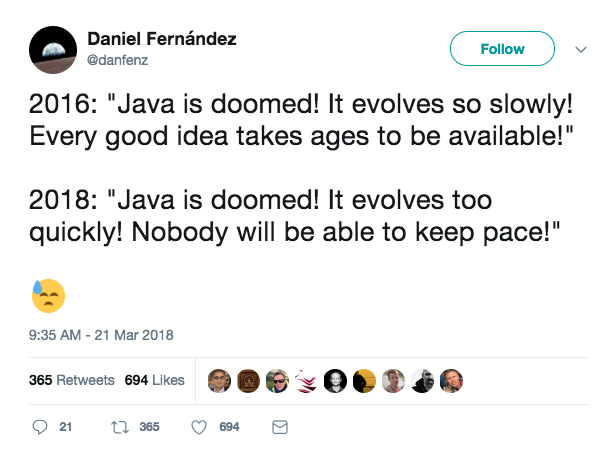 Daniel Fernández
@danfenz
Follow
2016: "Java is doomed! It evolves so slowly!
Every good idea takes ages to be available!"
2018: "Java is doomed! It evolves too
quickly! Nobody will be able to keep pace!"
9:35 AM - 21 Mar 2018
365 Retweets 694 Likes
21 365 694